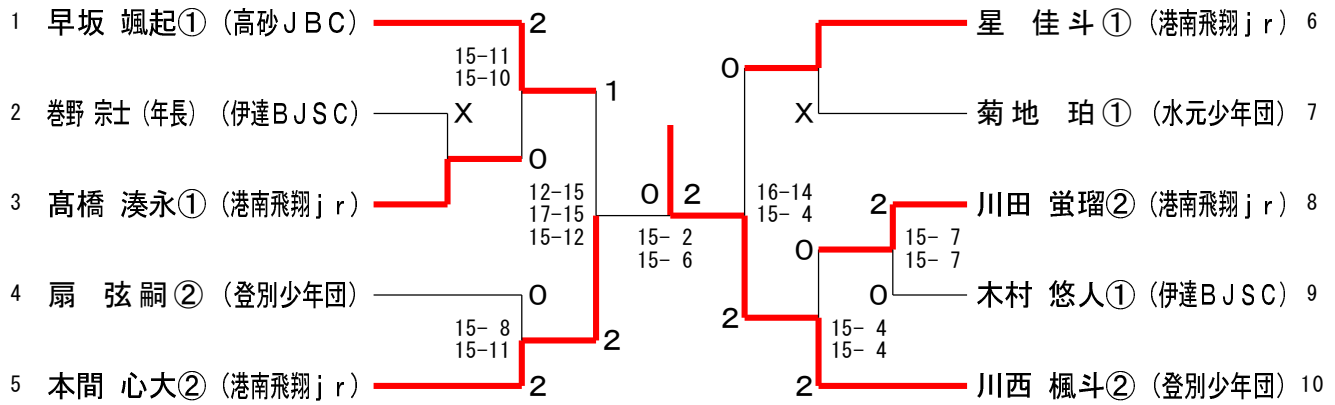 1 早坂 颯起① (高砂JBC)
2
15-11
15-10
1
2 巻野 宗士 (年長) (伊達BJSC)
X
0
3 髙橋 湊永① (港南飛翔jr)
12-15
17-15
15-12
4 扇 弦嗣② (登別少年団)
0
15- 8
15-11
2
5 本間 心大② (港南飛翔jr)
2
0 2
15- 2
15- 6
星 佳斗① (港南飛翔jr) 6
0
X
菊地 珀① (水元少年団) 7
16-14
15- 4
2
川田 蛍瑠② (港南飛翔jr) 8
15- 7
15- 7
0
0
木村 悠人① (伊達BJSC) 9
2
15- 4
15- 4
2
川西 楓斗② (登別少年団) 10